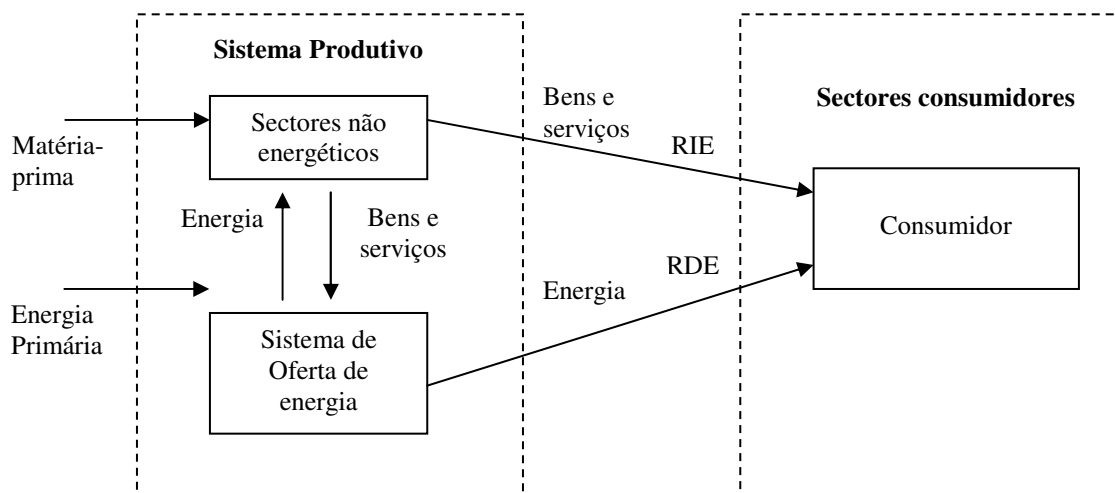 Sistema Produtivo
Sectores não
energéticos
Matéria-
prima
Energia
Bens e
serviços
Energia
Primária
Sistema de
Oferta de
energia
Bens e
serviços
RIE
RDE
Energia
Sectores consumidores
Consumidor